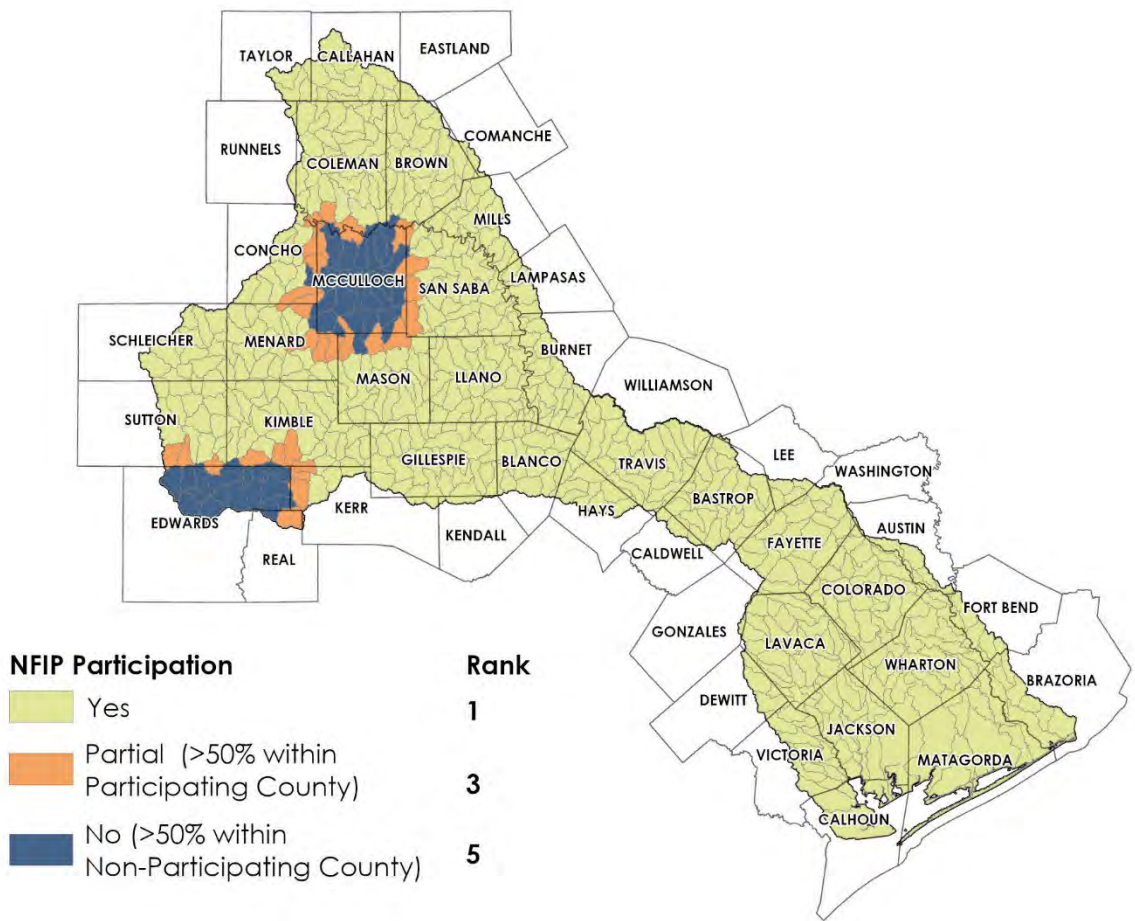 TAYLOR
CALLAHAN
EASTLAND
COMANCHE
RUNNELS
COLEMAN
BROWN
MILLS
CONCHO
MCCULLOCH
SAN SABA
LAMPASAS
SCHLEICHER
MENARD
BURNET
MASON
LLANO
WILLIAMSON
SUTTON
KIMBLE
GILLESPIE
BLANCO
TRAVIS
LEE
WASHINGTON
BASTROP
EDWARDS
KERR
HAYS
AUSTIN
REAL
KENDALL
CALDWELL
FAYETTE
COLORADO
FORT BEND
GONZALES
LAVACA
WHARTON
BRAZORIA
DEWITT
JACKSON
VICTORIA
MATAGORDA
CALHOUN
NFIP Participation Rank
Yes 1
Partial (>50% within
Participating County) 3
No (>50% within
Non-Participating County) 5